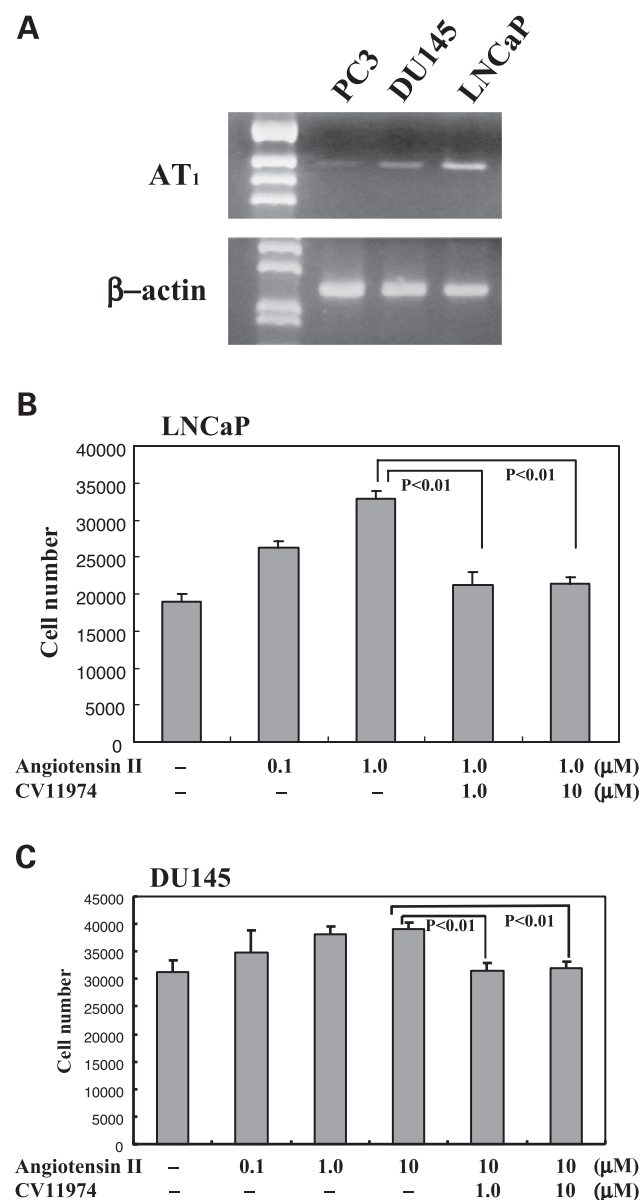 A
PC3 DU145 LNCaP
AT1
β–actin
B
LNCaP
40000
35000
30000
25000
20000
15000
10000
5000
0
Cell number
P<0.01
P<0.01
Angiotensin II – 0.1 1.0 1.0 1.0 (μM)
CV11974 – – – 1.0 10 (μM)
C
DU145
45000
40000
35000
30000
25000
20000
15000
10000
5000
0
Cell number
P<0.01
P<0.01
Angiotensin II – 0.1 1.0 10 10 10 (μM)
CV11974 – – – – 1.0 10 (μM)